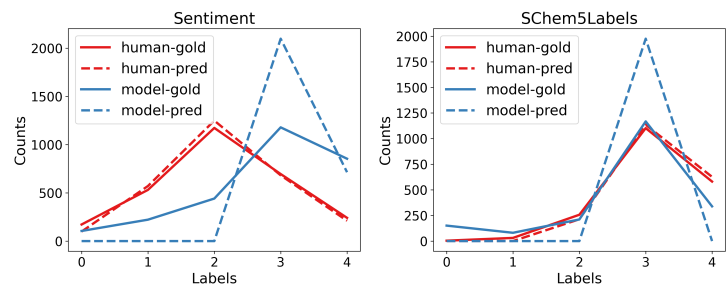 Sentiment
2000
1500
1000
500
0
Counts
human-gold
human-pred
model-gold
model-pred
0 1 2 3 4
Labels
SChem5Labels
2000
1750
1500
1250
1000
750
500
250
0
Counts
human-gold
human-pred
model-gold
model-pred
0 1 2 3 4
Labels